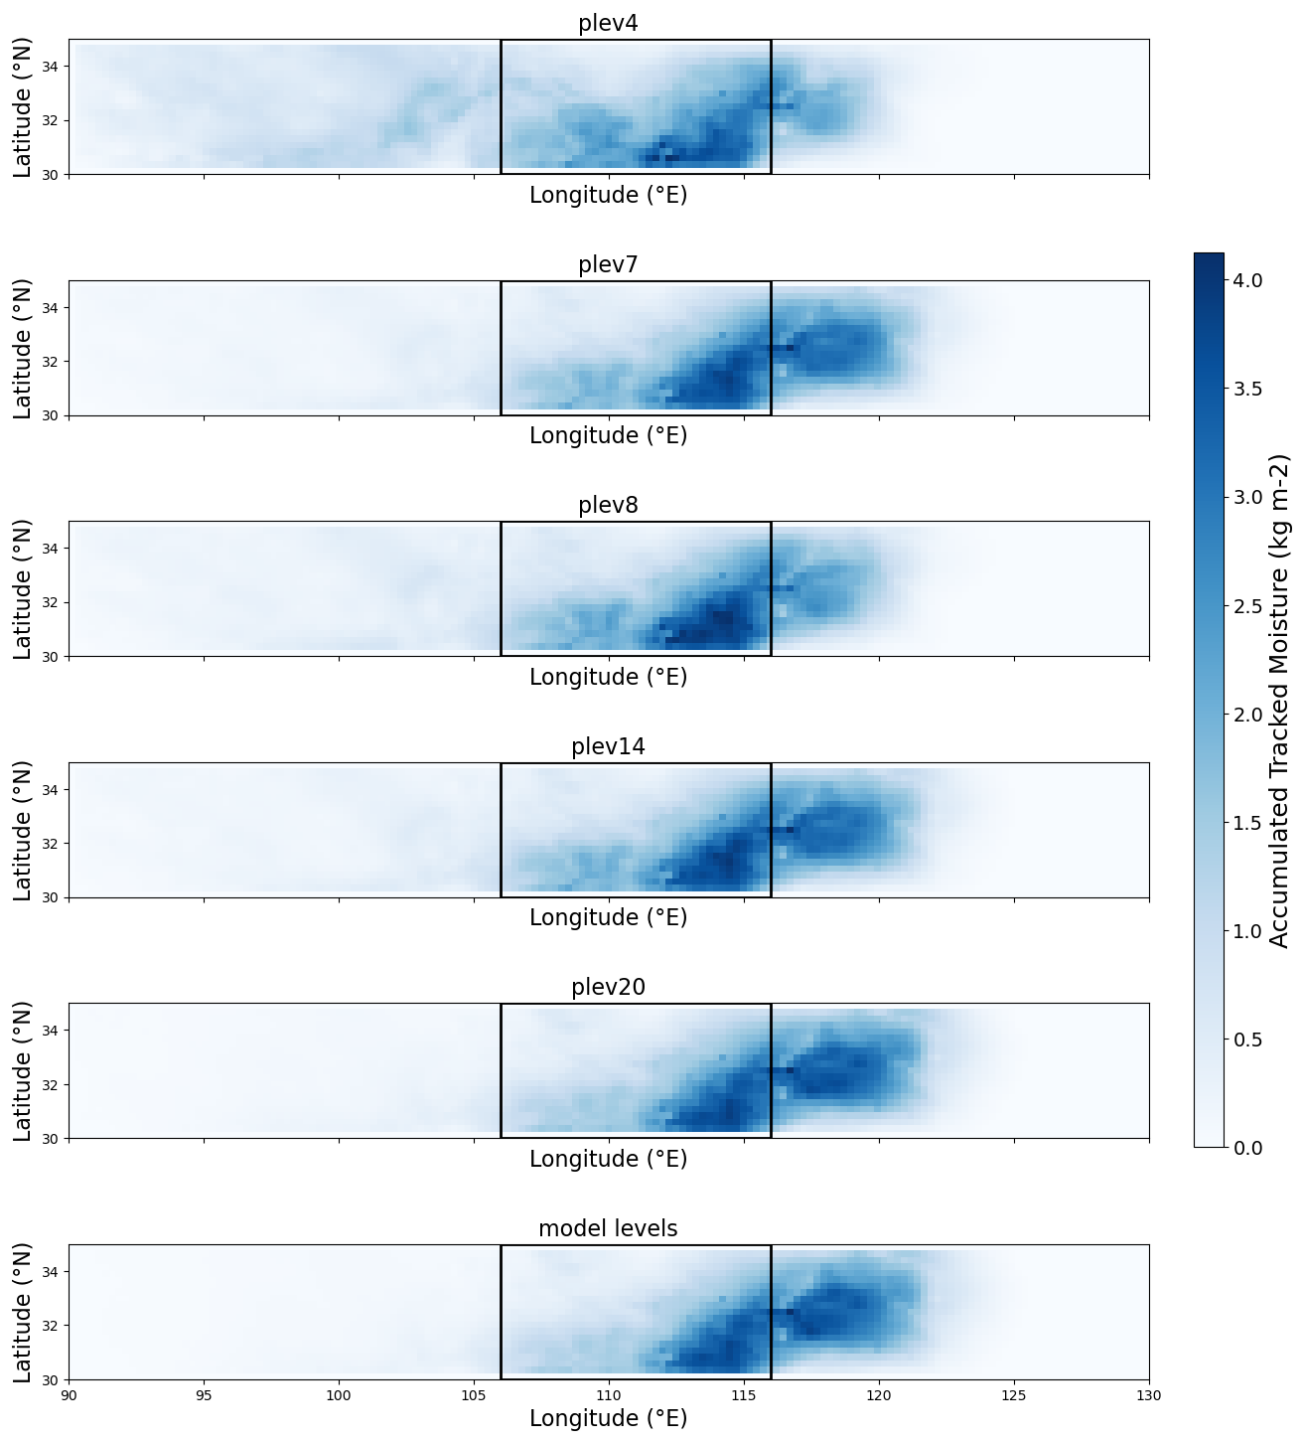 plev4
Latitude (°N)
34
32
30
Longitude (°E)
plev7
Latitude (°N)
34
32
30
Longitude (°E)
plev8
Latitude (°N)
34
32
30
Longitude (°E)
plev14
Latitude (°N)
34
32
30
Longitude (°E)
plev20
Latitude (°N)
34
32
30
Longitude (°E)
model levels
Latitude (°N)
34
32
30
90 95 100 105 110 115 120 125 130
Longitude (°E)
4.0
3.5
3.0
2.5
2.0
1.5
1.0
0.5
0.0
Accumulated Tracked Moisture (kg m-2)